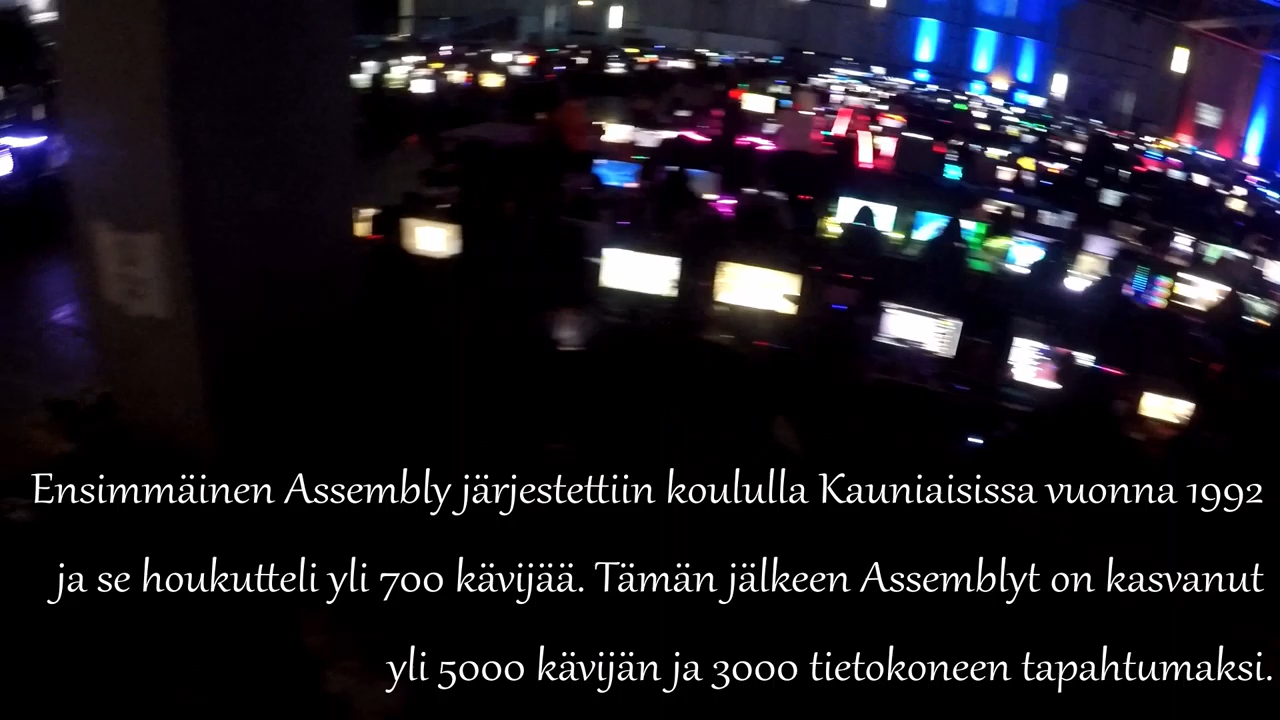 Ensimmäinen Assembly järjestettiin koululla Kauniaisissa vuonna 1992
ja se houkutteli yli 700 kävijää. Tämän jälkeen Assemblyt on kasvanut
yli 5000 kävijän ja 3000 tietokoneen tapahtumaksi.